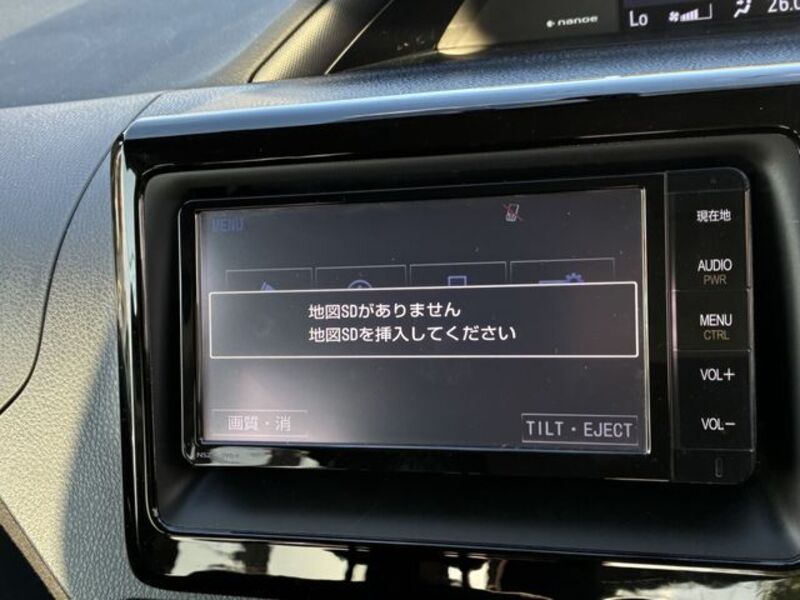 nanoe
Lo
26.0
MENU
現在地
AUDIO
PWR
地図SDがありません
地図SDを挿入してください
MENU
CTRL
VOL+
画質・消
TILT・EJECT
VOL-